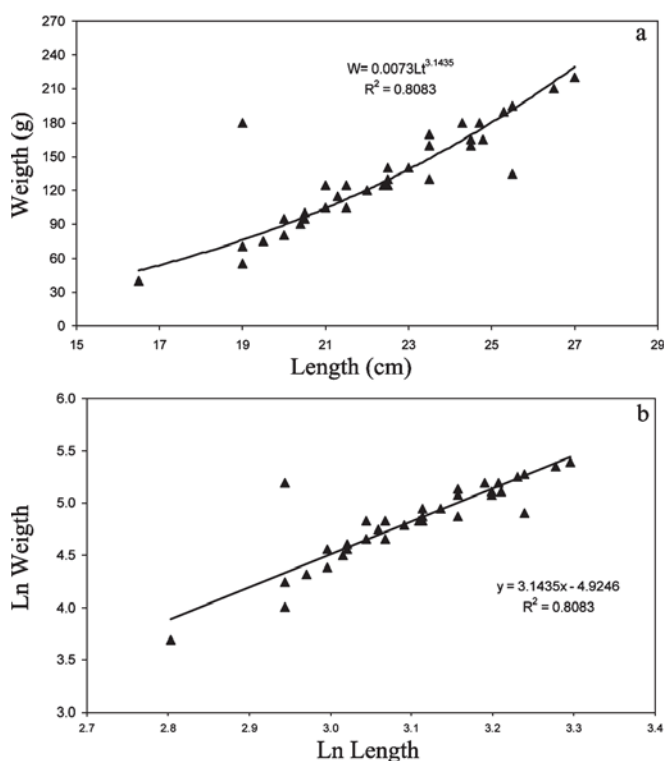 a
270
240
210
180
150
120
90
60
30
0
W= 0.0073Lt^3.1435
R² = 0.8083
Weigth (g)
15 17 19 21 23 25 27 29
Length (cm)
b
6.0
5.5
5.0
4.5
4.0
3.5
3.0
Ln Weigth
y = 3.1435x - 4.9246
R² = 0.8083
2.7 2.8 2.9 3.0 3.1 3.2 3.3 3.4
Ln Length